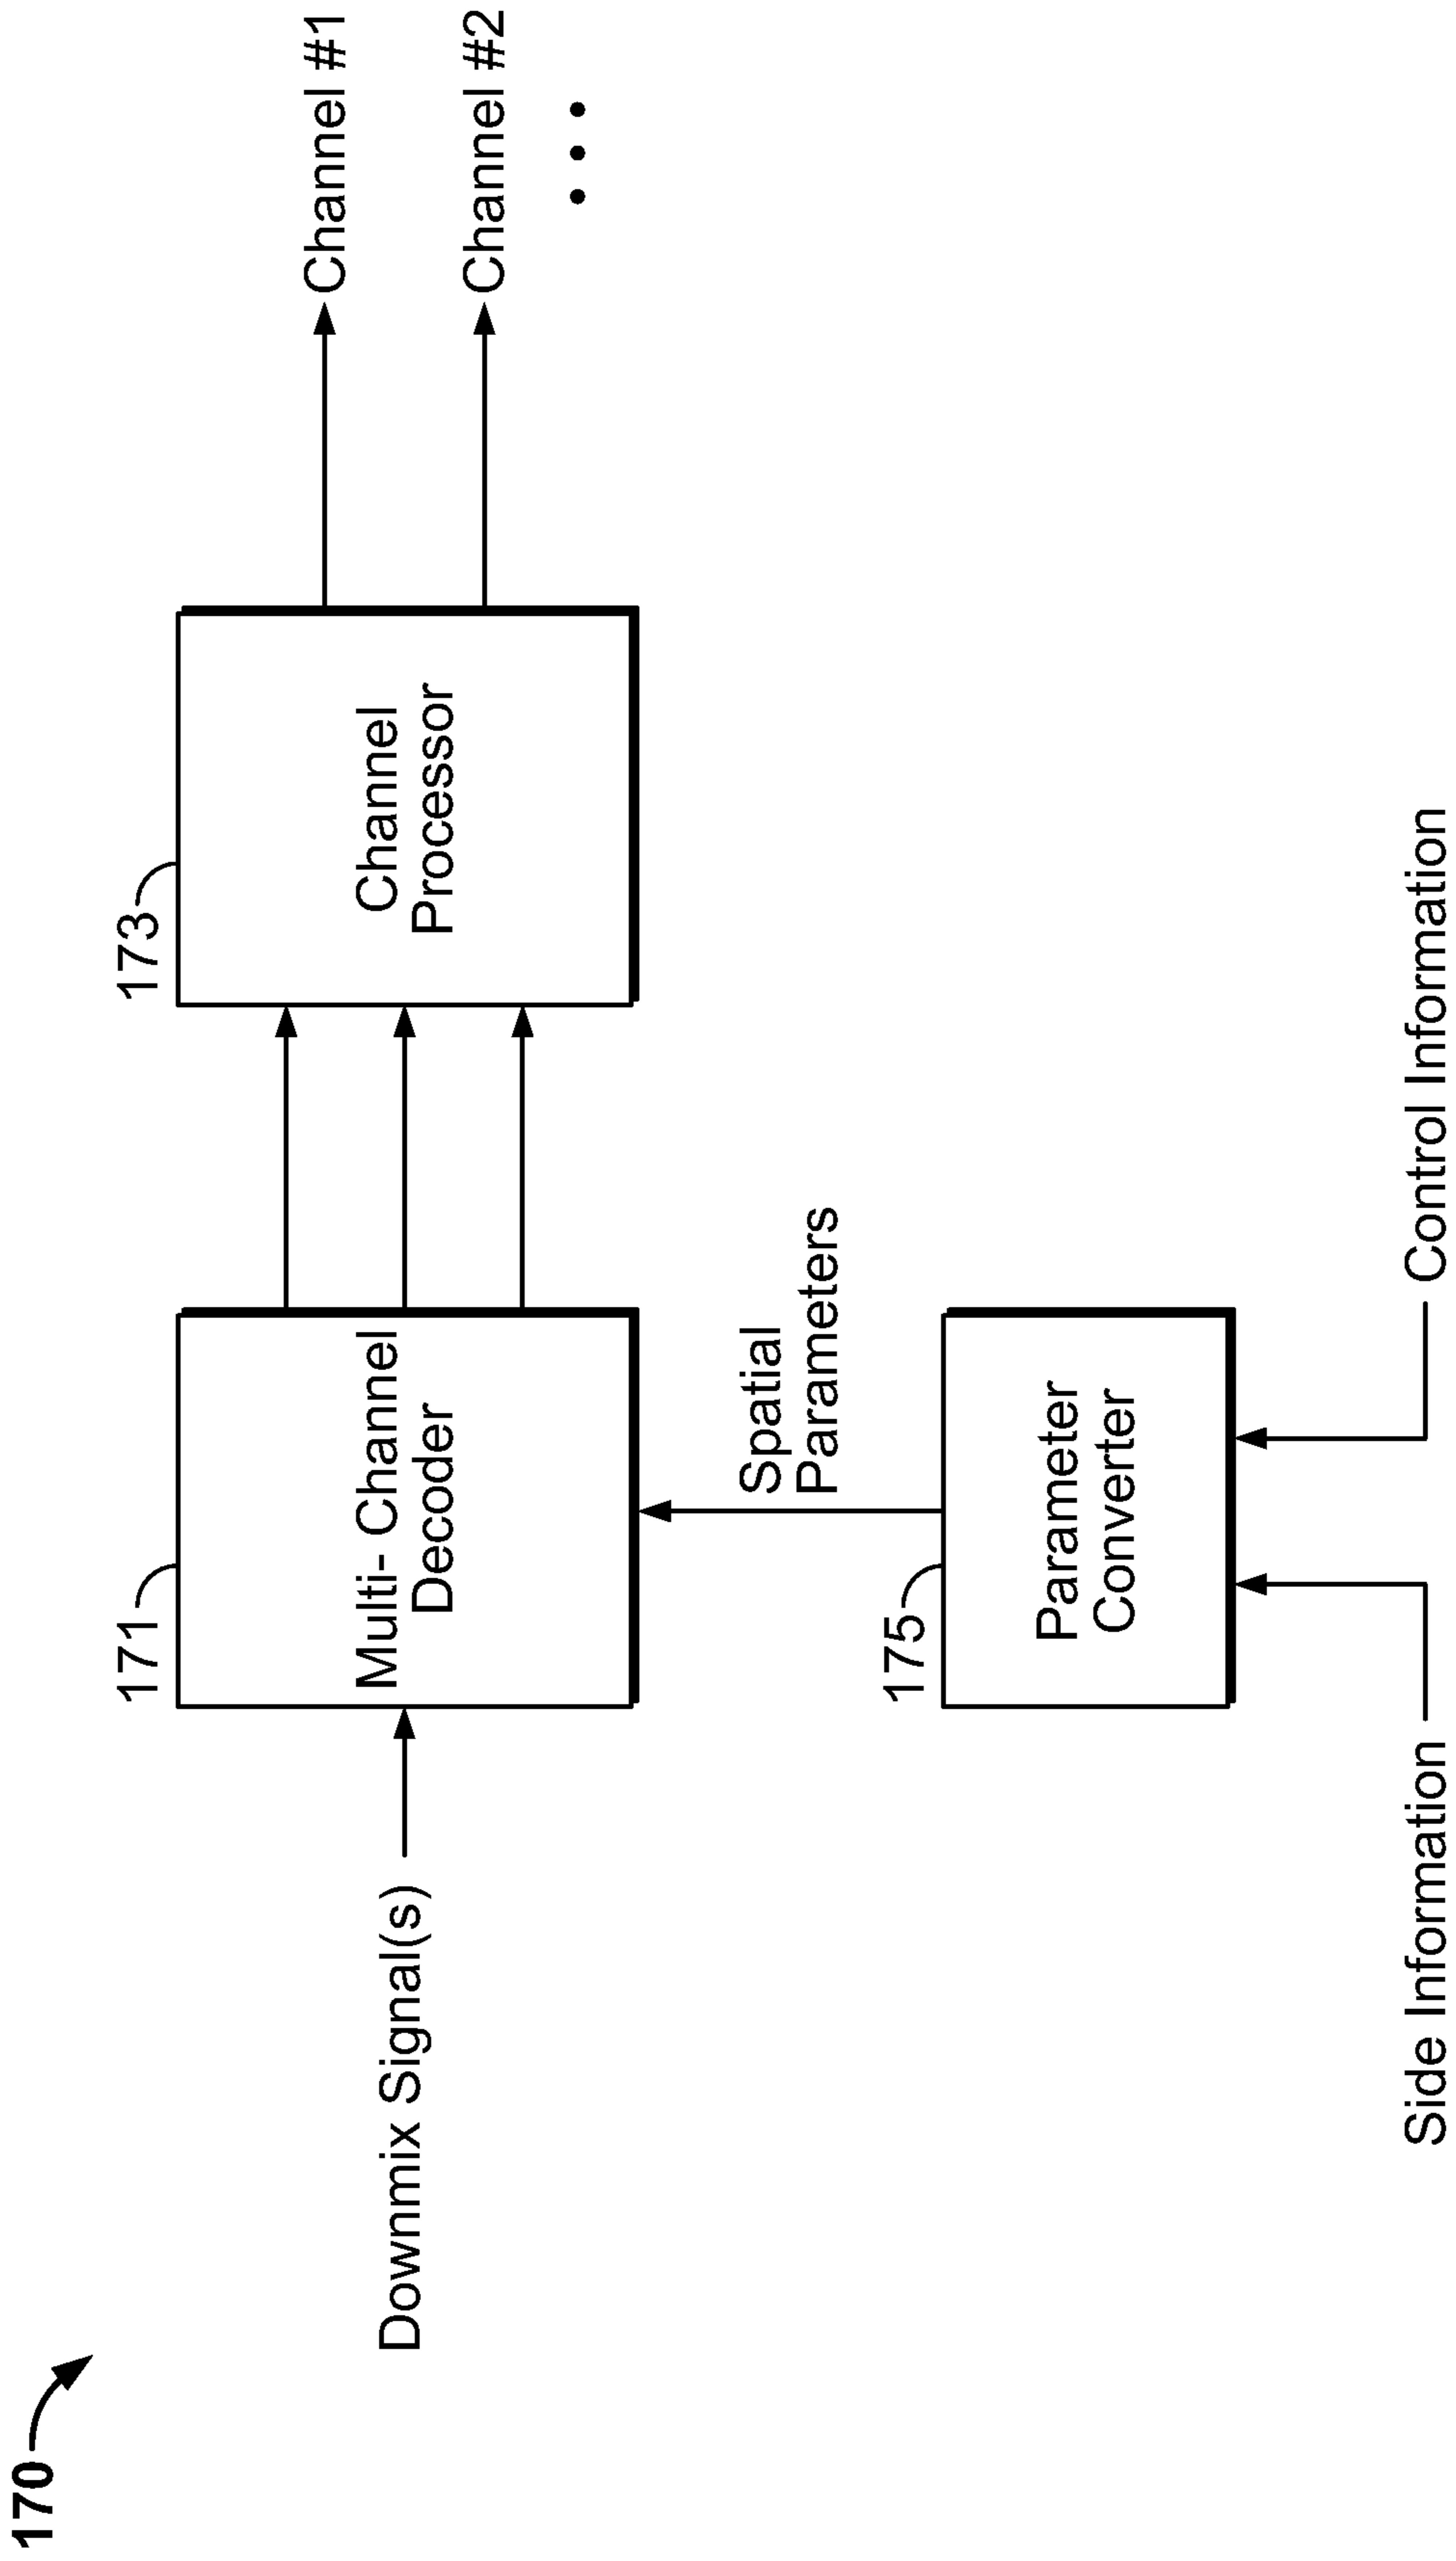 170
171
173
Multi- Channel
Decoder
Channel
Processor
Channel #1
Channel #2
Downmix Signal(s)
Spatial
Parameters
175
Parameter
Converter
Side Information
Control Information